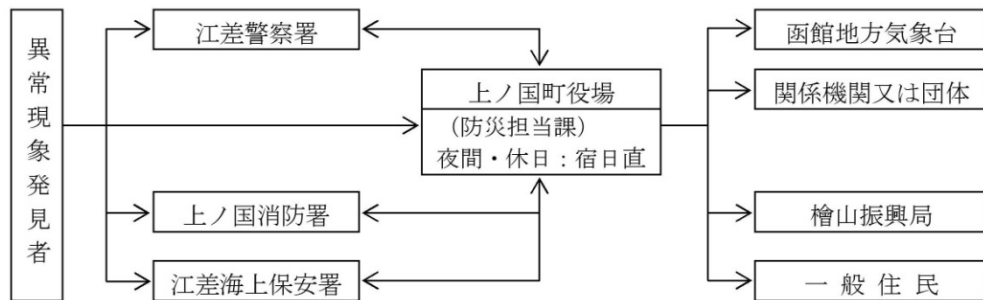 異常現象発見者
江差警察署
上ノ国町役場
(防災担当課)
夜間・休日:宿日直
上ノ国消防署
江差海上保安署
函館地方気象台
関係機関又は団体
檜山振興局
一般住民